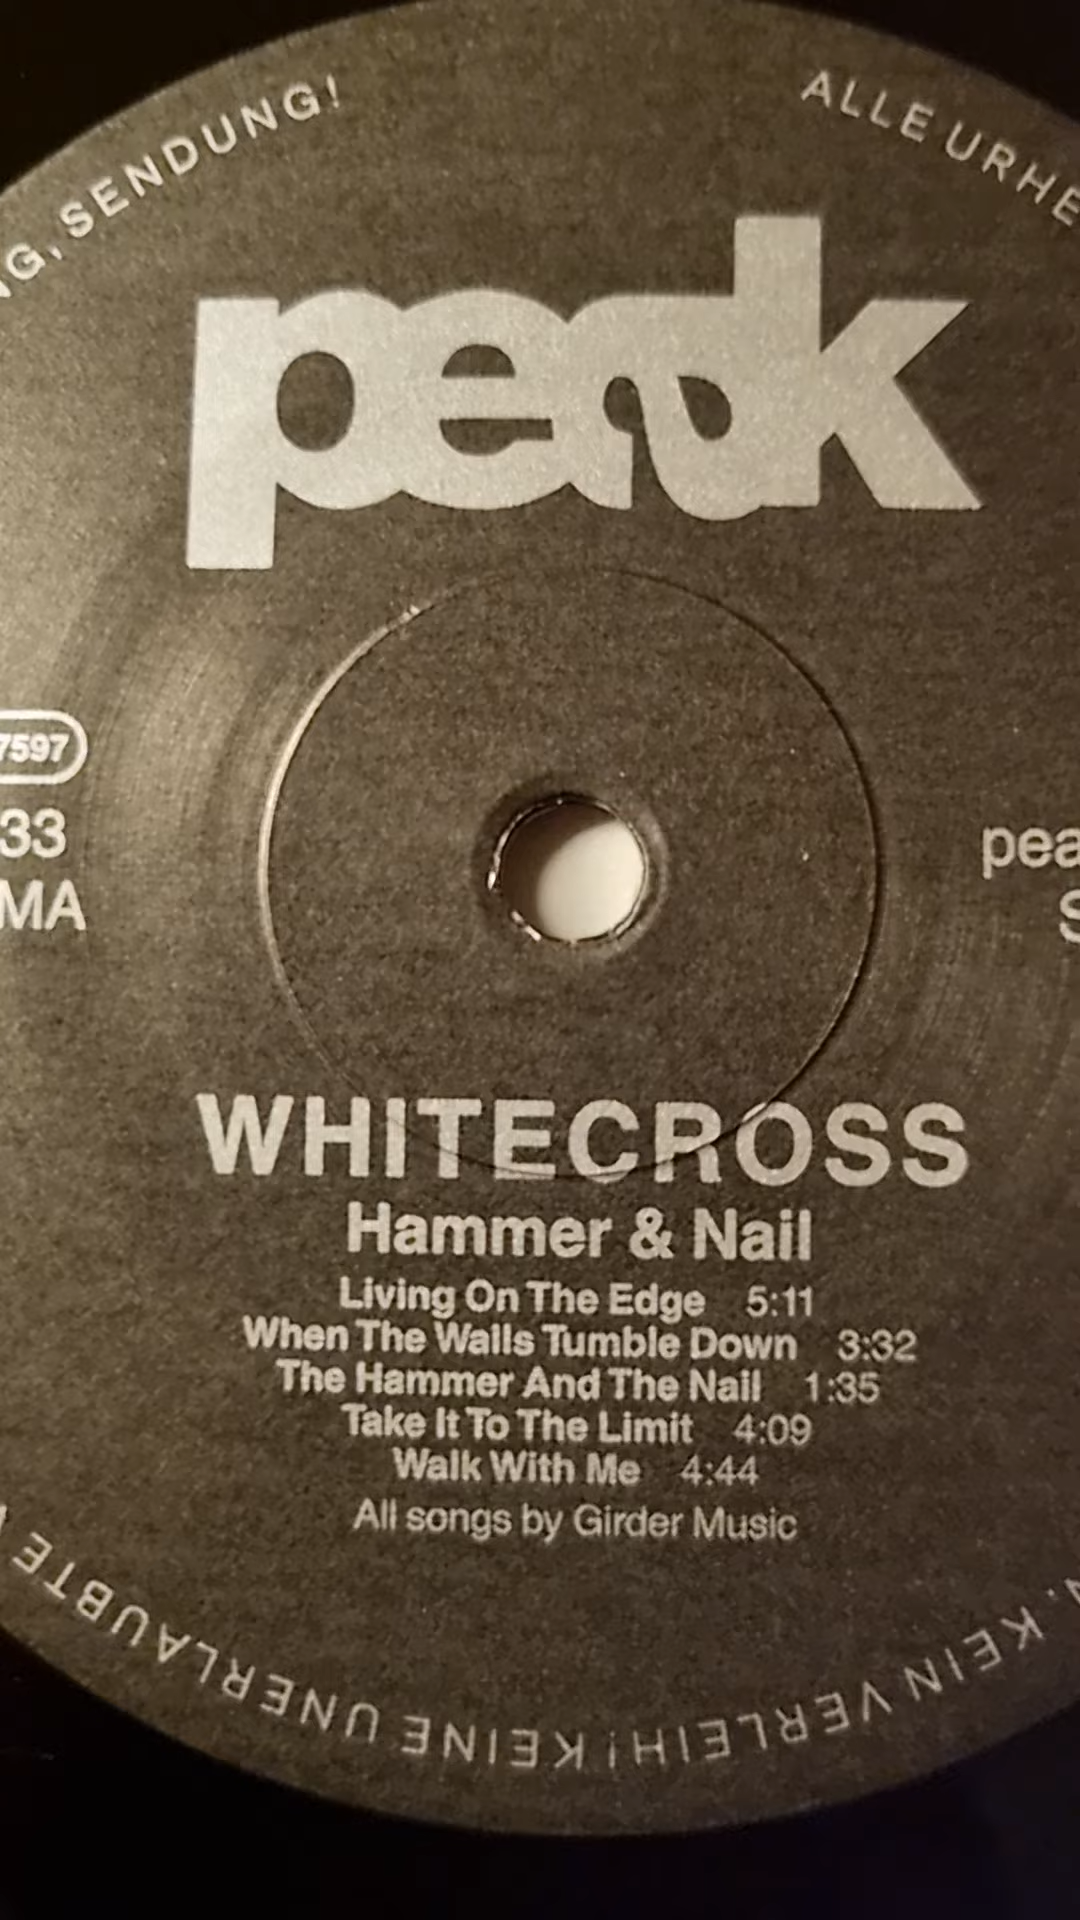 ALLE URHE
peak
7597
33
MA
pea
S
WHITECROSS
Hammer & Nail
Living On The Edge 5:11
When The Walls Tumble Down 3:32
The Hammer And The Nail 1:35
Take It To The Limit 4:09
Walk With Me 4:44
All songs by Girder Music
N. KEIN VERLEIH! KEINE UNERLAUBTE
NG, SENDUNG!